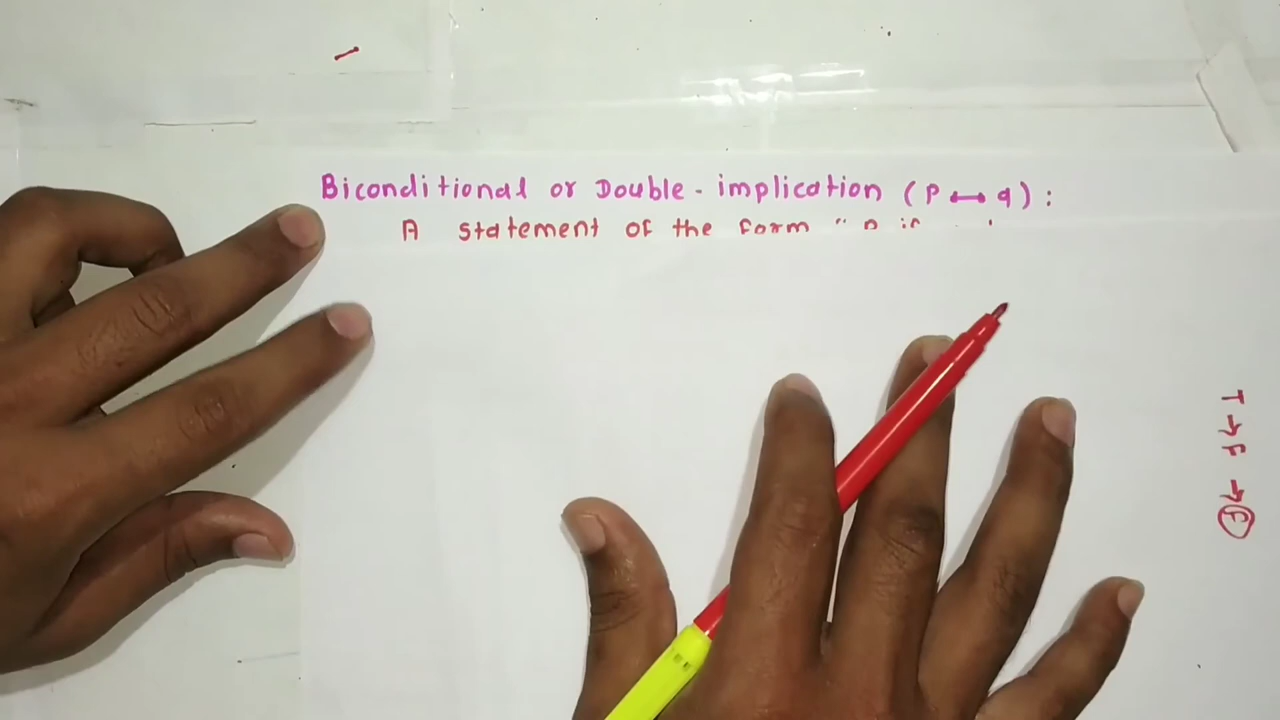 Biconditional or Double - implication ( P ↔ q ) :
A statement of the form "
T → F → F